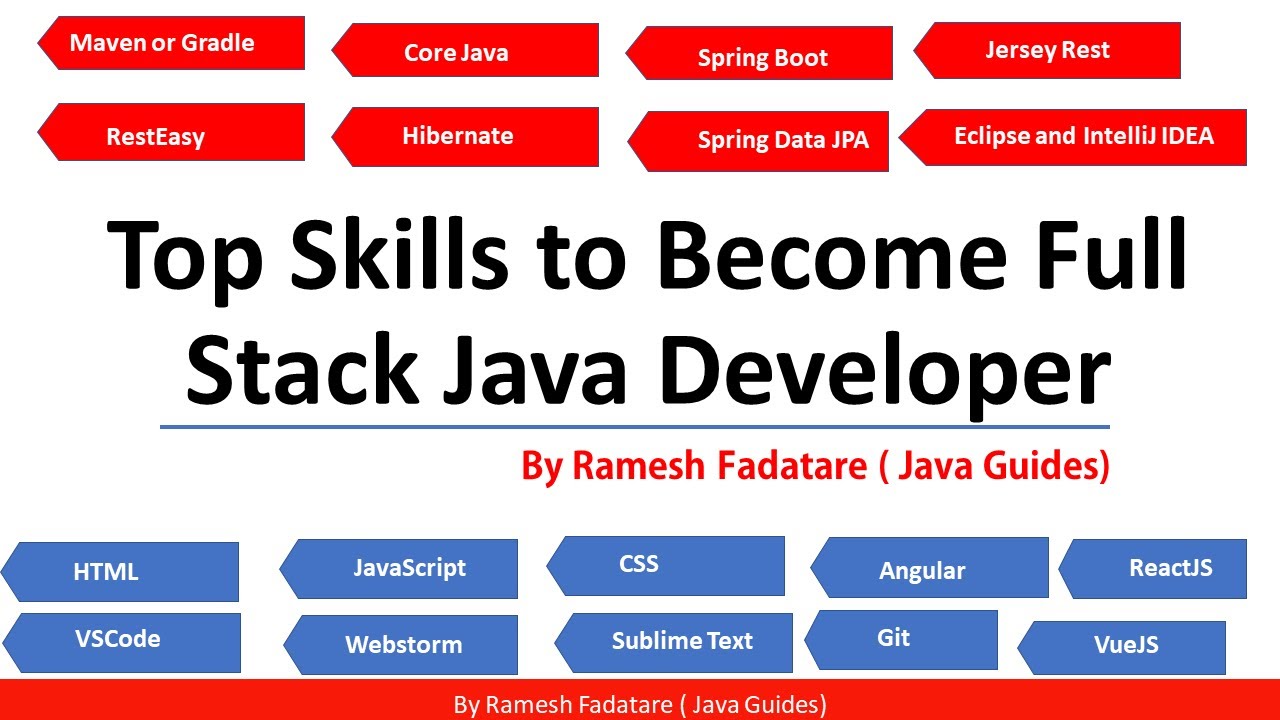 Maven or Gradle
Core Java
Spring Boot
Jersey Rest
RestEasy
Hibernate
Spring Data JPA
Eclipse and IntelliJ IDEA
Top Skills to Become Full
Stack Java Developer
By Ramesh Fadatare ( Java Guides)
HTML
JavaScript
CSS
Angular
ReactJS
VSCode
Webstorm
Sublime Text
Git
VueJS
By Ramesh Fadatare ( Java Guides)